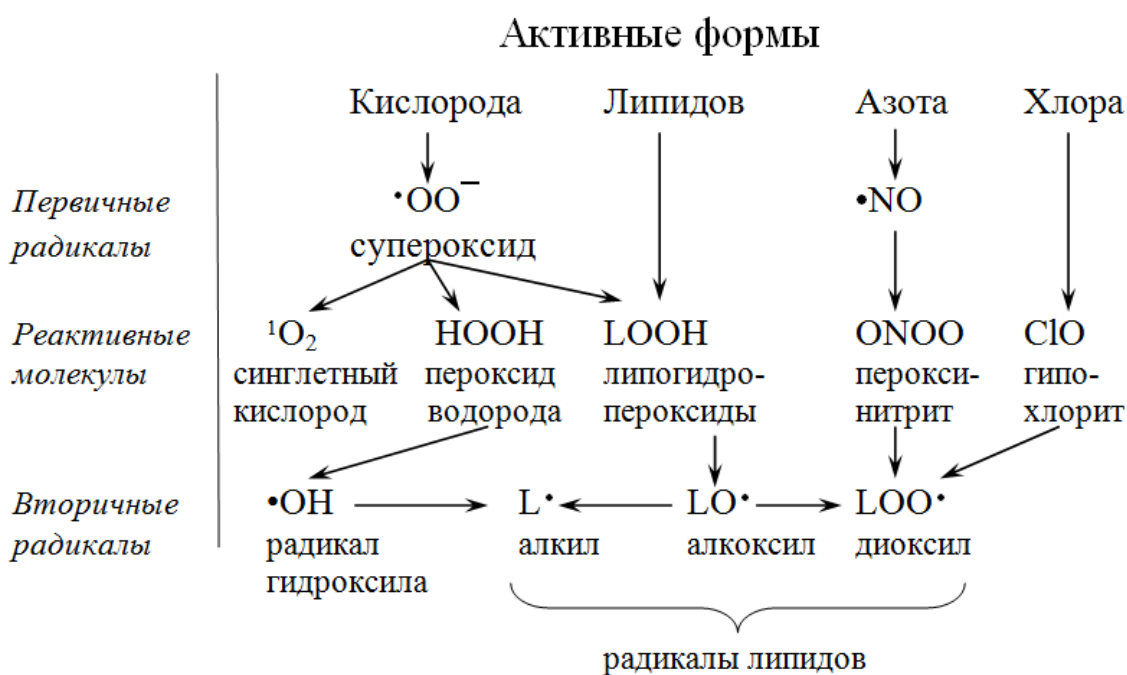 Активные формы
Кислорода Липидов Азота Хлора
Первичные радикалы
•OO⁻
супероксид
•NO
Реактивные молекулы
¹O₂
синглетный
кислород
HOOH
пероксид
водорода
LOOH
липогидро-
пероксиды
ONOO
перокси-
нитрит
ClO
гипо-
хлорит
Вторичные
радикалы
•OH
радикал
гидроксила
L•
алкил
LO•
алкоксил
LOO•
диоксил
радикалы липидов